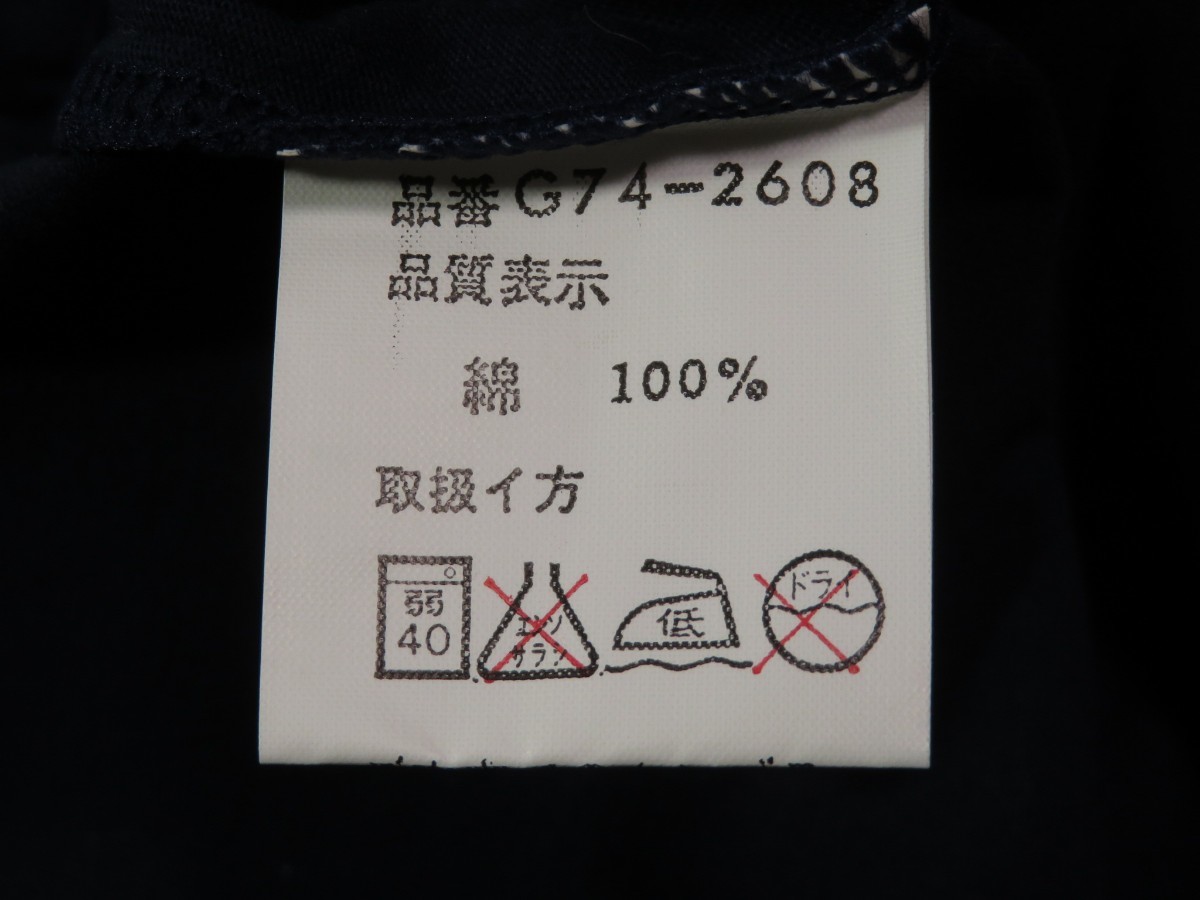 品番G74-2608
品質表示
綿 100%
取扱イ方
弱
40
エンソ
サラシ
低
ドライ